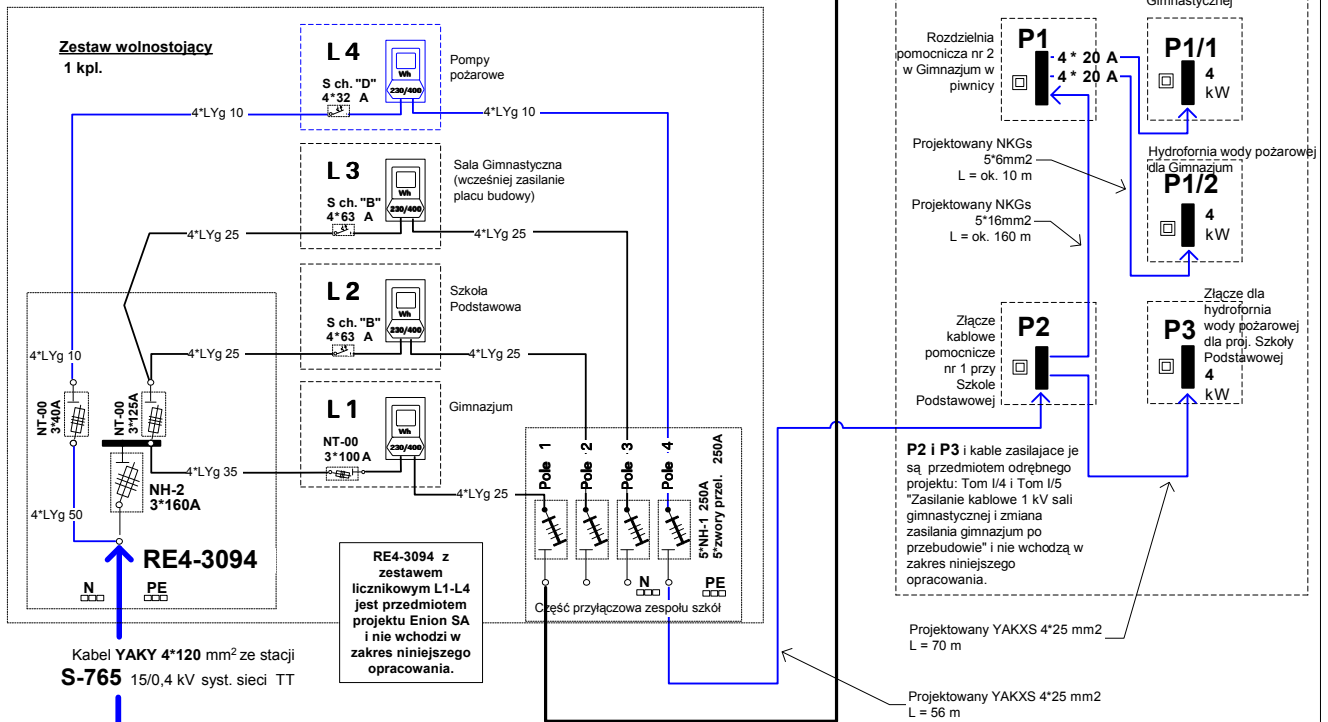 Zestaw wolnostojący
1 kpl.
L 4
S ch. "D"
4*32 A
Wh
230/400
Pompy
pożarowe
4*LYg 10
4*LYg 10
L 3
S ch. "B"
4*63 A
Wh
230/400
Sala Gimnastyczna
(wcześniej zasilanie
placu budowy)
4*LYg 25
4*LYg 25
L 2
S ch. "B"
4*63 A
Wh
230/400
Szkoła
Podstawowa
4*LYg 25
4*LYg 25
L 1
NT-00
3*100 A
Wh
230/400
Gimnazjum
4*LYg 35
4*LYg 25
4*LYg 10
NT-00
3*40A
NT-00
3*125A
NH-2
3*160A
4*LYg 50
RE4-3094
N
PE
Kabel YAKY 4*120 mm² ze stacji
S-765 15/0,4 kV syst. sieci TT
RE4-3094 z
zestawem
licznikowym L1-L4
jest przedmiotem
projektu Enion SA
i nie wchodzi w
zakres niniejszego
opracowania.
Pole 1
Pole 2
Pole 3
Pole 4
5*NH-1 250A
5*zwory przel. 250A
N
PE
Część przyłączowa zespołu szkół
Gimnastycznej
Rozdzielnia
pomocnicza nr 2
w Gimnazjum w
piwnicy
P1
4 * 20 A
4 * 20 A
P1/1
4
kW
Projektowany NKGs
5*6mm2
L = ok. 10 m
Hydrofornia wody pożarowej
dla Gimnazjum
P1/2
4
kW
Projektowany NKGs
5*16mm2
L = ok. 160 m
Złącze
kablowe
pomocnicze
nr 1 przy
Szkole
Podstawowej
P2
Złącze dla
hydrofornia
wody pożarowej
dla proj. Szkoły
Podstawowej
P3
4
kW
P2 i P3 i kable zasilajace je
są przedmiotem odrębnego
projektu: Tom I/4 i Tom I/5
"Zasilanie kablowe 1 kV sali
gimnastycznej i zmiana
zasilania gimnazjum po
przebudowie" i nie wchodzą w
zakres niniejszego
opracowania.
Projektowany YAKXS 4*25 mm2
L = 70 m
Projektowany YAKXS 4*25 mm2
L = 56 m